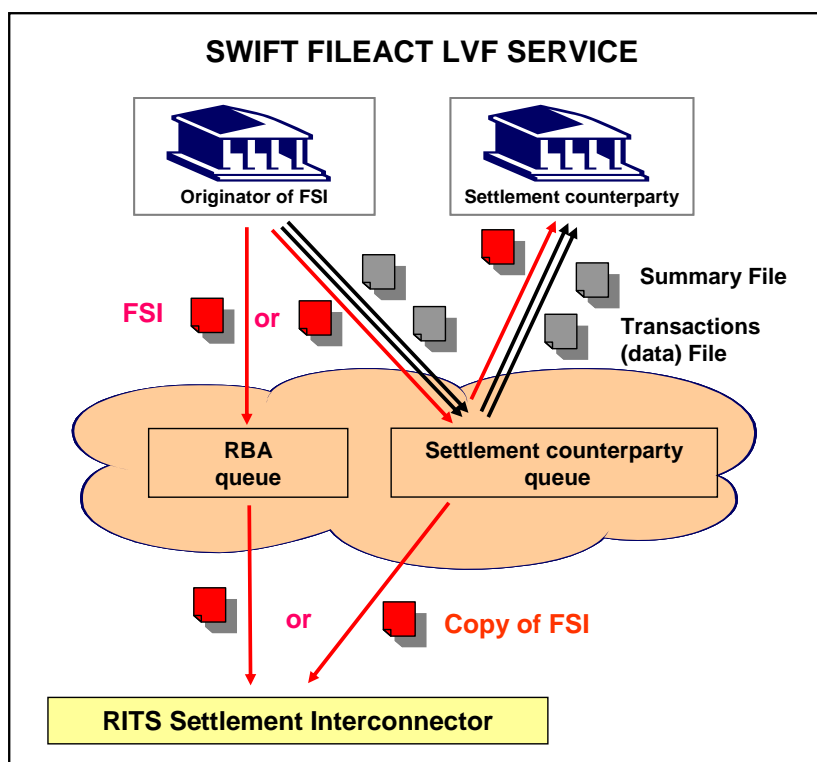 SWIFT FILEACT LVF SERVICE
Originator of FSI
Settlement counterparty
Summary File
FSI
or
Transactions
(data) File
RBA
queue
Settlement counterparty
queue
or
Copy of FSI
RITS Settlement Interconnector